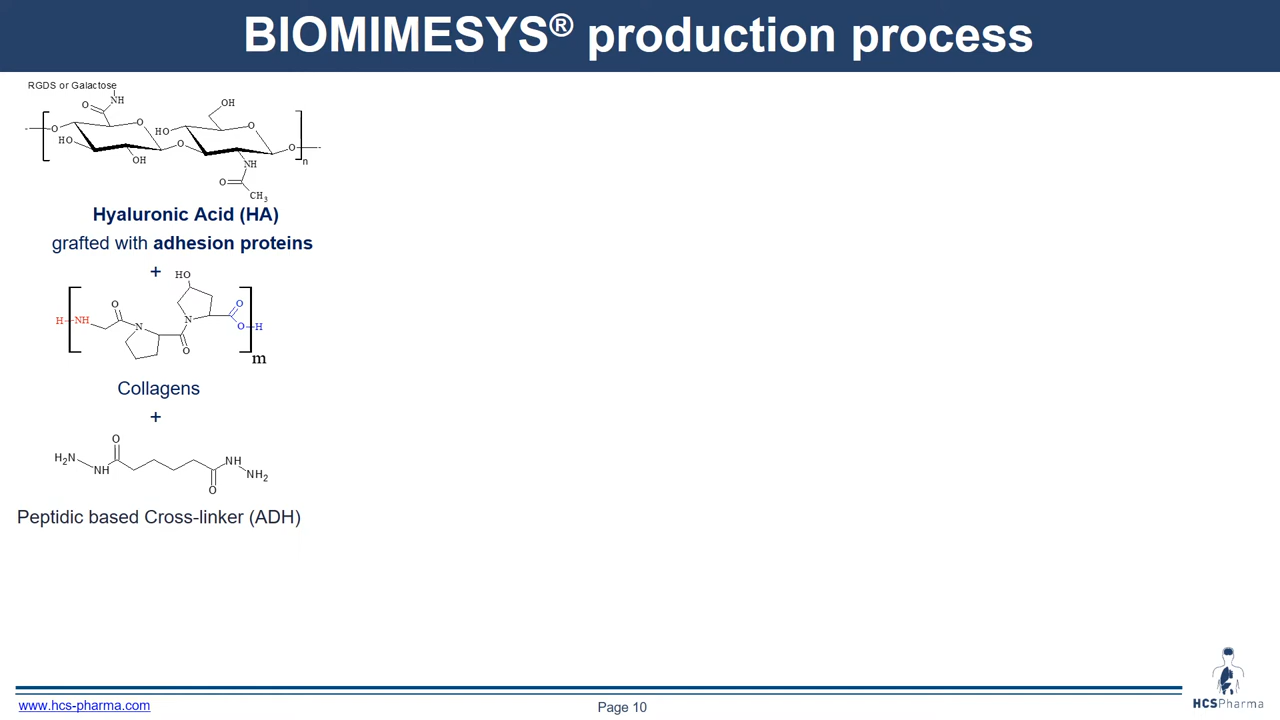 BIOMIMESYS® production process
RGDS or Galactose
NH
O
OH
O
O
HO
O
O
HO
OH
O
O
n
NH
O
CH3
Hyaluronic Acid (HA)
grafted with adhesion proteins
+
HO
O
O
H
NH
N
N
O
H
O
m
Collagens
+
O
H2N
NH
NH
NH2
O
Peptidic based Cross-linker (ADH)
www.hcs-pharma.com
Page 10
HCSPharma